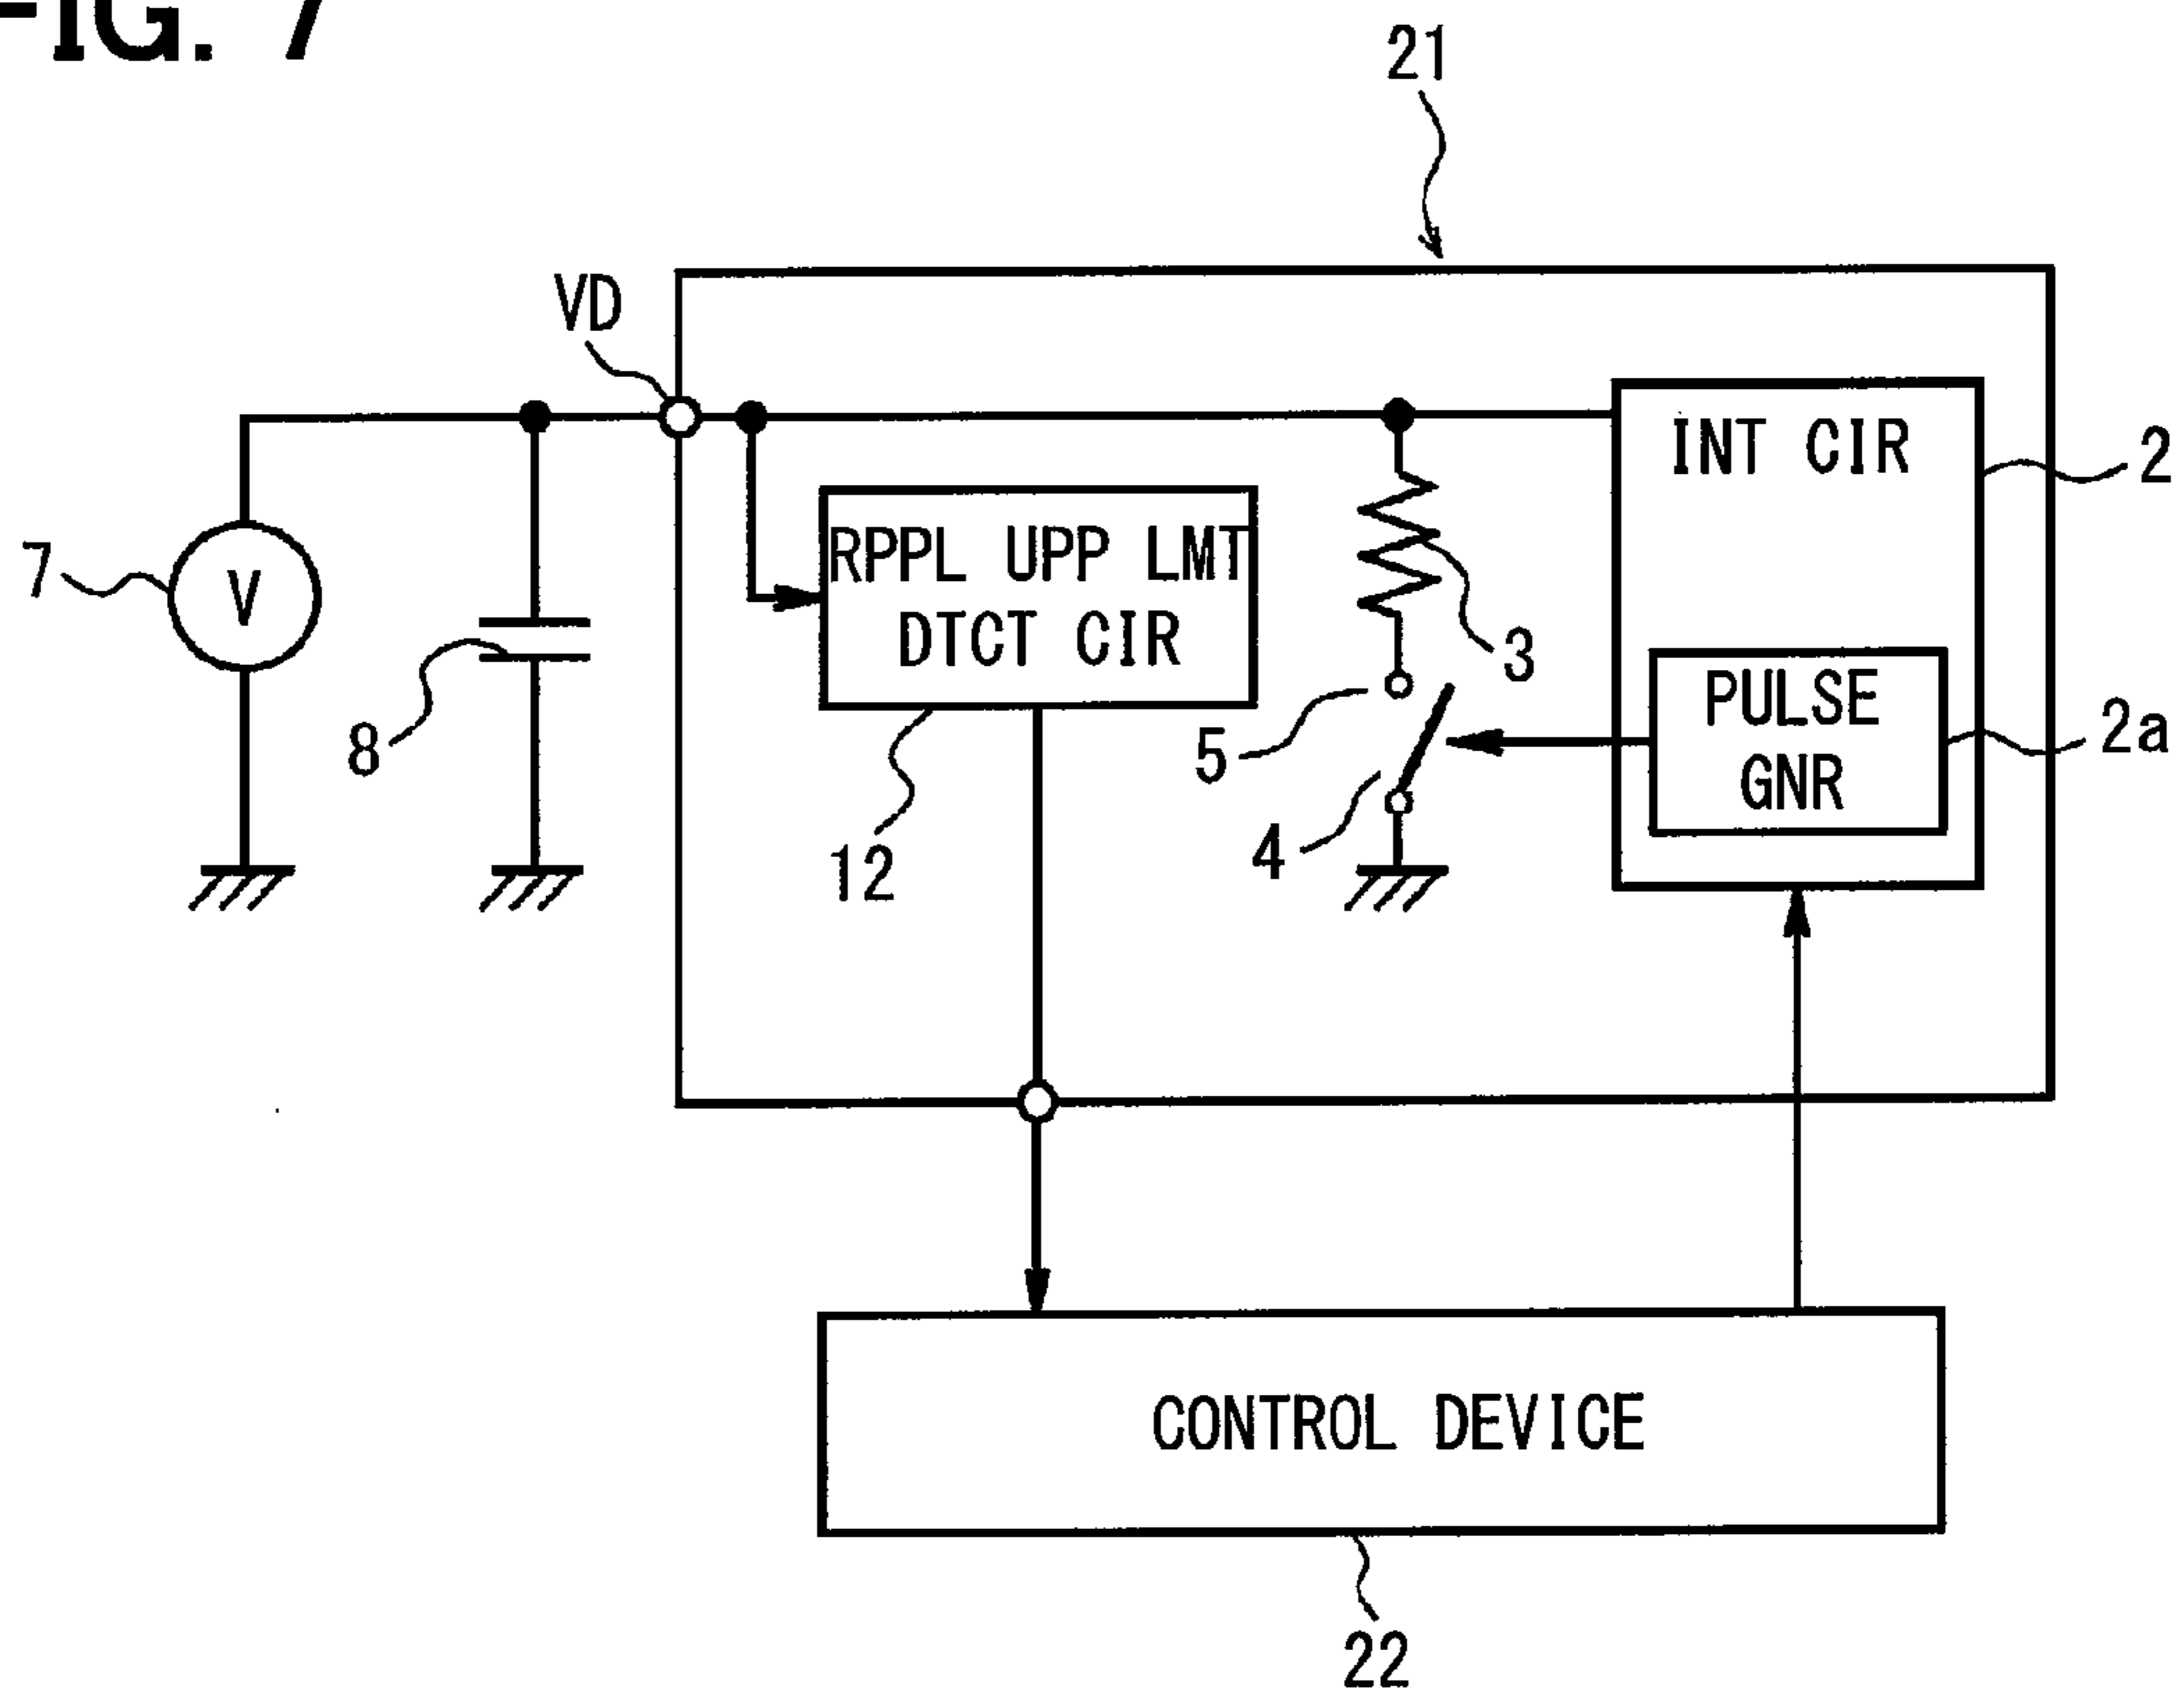 FIG. 7
21
VD
INT CIR
2
7
V
RPPL UPP LMT
DTCT CIR
3
PULSE
GNR
2a
8
5
4
12
CONTROL DEVICE
22